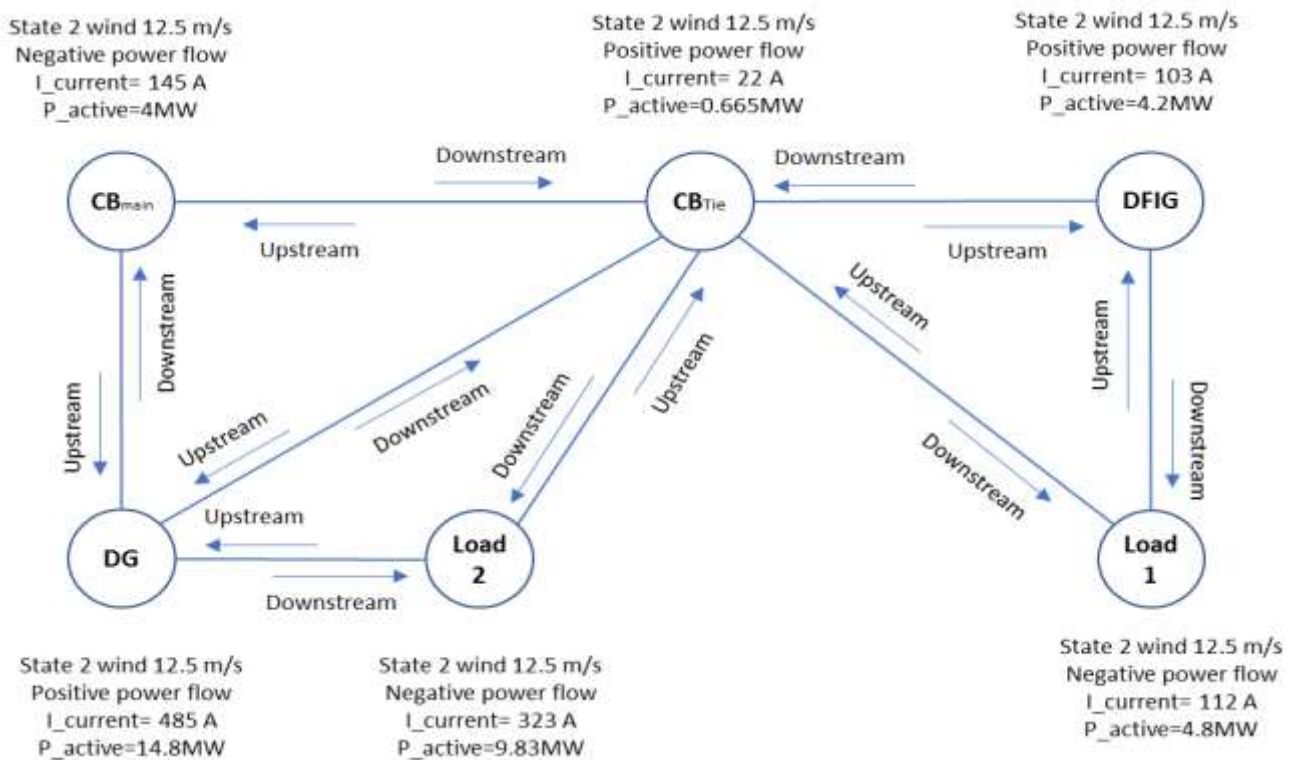 State 2 wind 12.5 m/s
Negative power flow
I_current= 145 A
P_active=4MW
State 2 wind 12.5 m/s
Positive power flow
I_current= 22 A
P_active=0.665MW
State 2 wind 12.5 m/s
Positive power flow
I_current= 103 A
P_active=4.2MW
CBmain
Downstream
Upstream
CBTie
Downstream
Upstream
DFIG
Upstream
Downstream
Upstream
Downstream
Downstream
Upstream
Upstream
Downstream
Upstream
Downstream
DG
Upstream
Downstream
Load
2
Load
1
State 2 wind 12.5 m/s
Positive power flow
I_current= 485 A
P_active=14.8MW
State 2 wind 12.5 m/s
Negative power flow
I_current= 323 A
P_active=9.83MW
State 2 wind 12.5 m/s
Negative power flow
I_current= 112 A
P_active=4.8MW